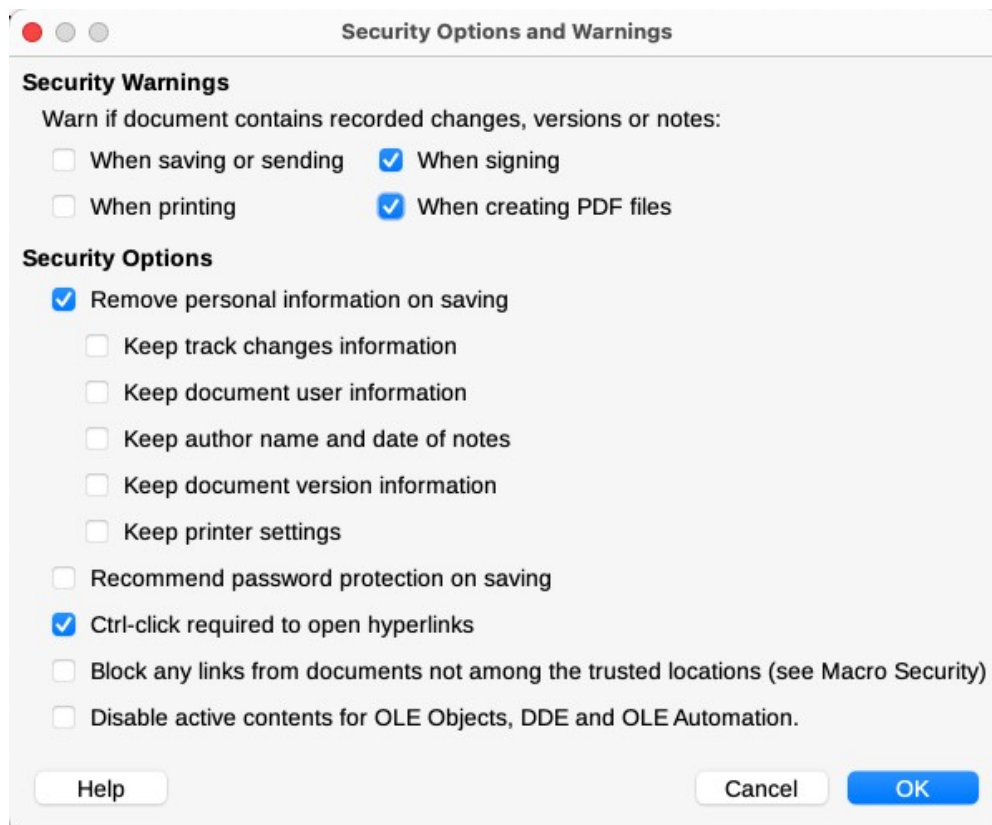 Security Options and Warnings
Security Warnings
Warn if document contains recorded changes, versions or notes:
When saving or sending When signing
When printing When creating PDF files
Security Options
Remove personal information on saving
Keep track changes information
Keep document user information
Keep author name and date of notes
Keep document version information
Keep printer settings
Recommend password protection on saving
Ctrl-click required to open hyperlinks
Block any links from documents not among the trusted locations (see Macro Security)
Disable active contents for OLE Objects, DDE and OLE Automation.
Help Cancel OK